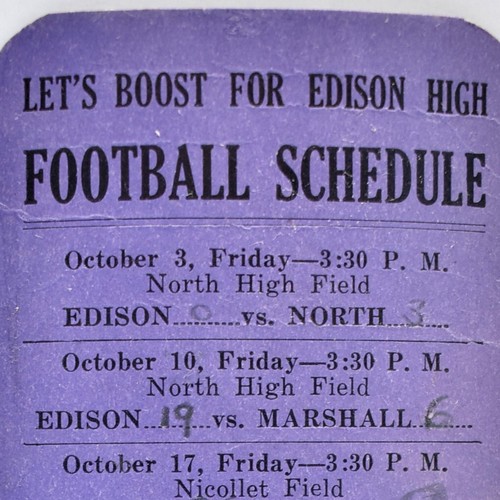 LET'S BOOST FOR EDISON HIGH
FOOTBALL SCHEDULE
October 3, Friday—3:30 P. M.
North High Field
EDISON 0 vs. NORTH 3
October 10, Friday—3:30 P. M.
North High Field
EDISON 19 vs. MARSHALL 6
October 17, Friday—3:30 P. M.
Nicollet Field